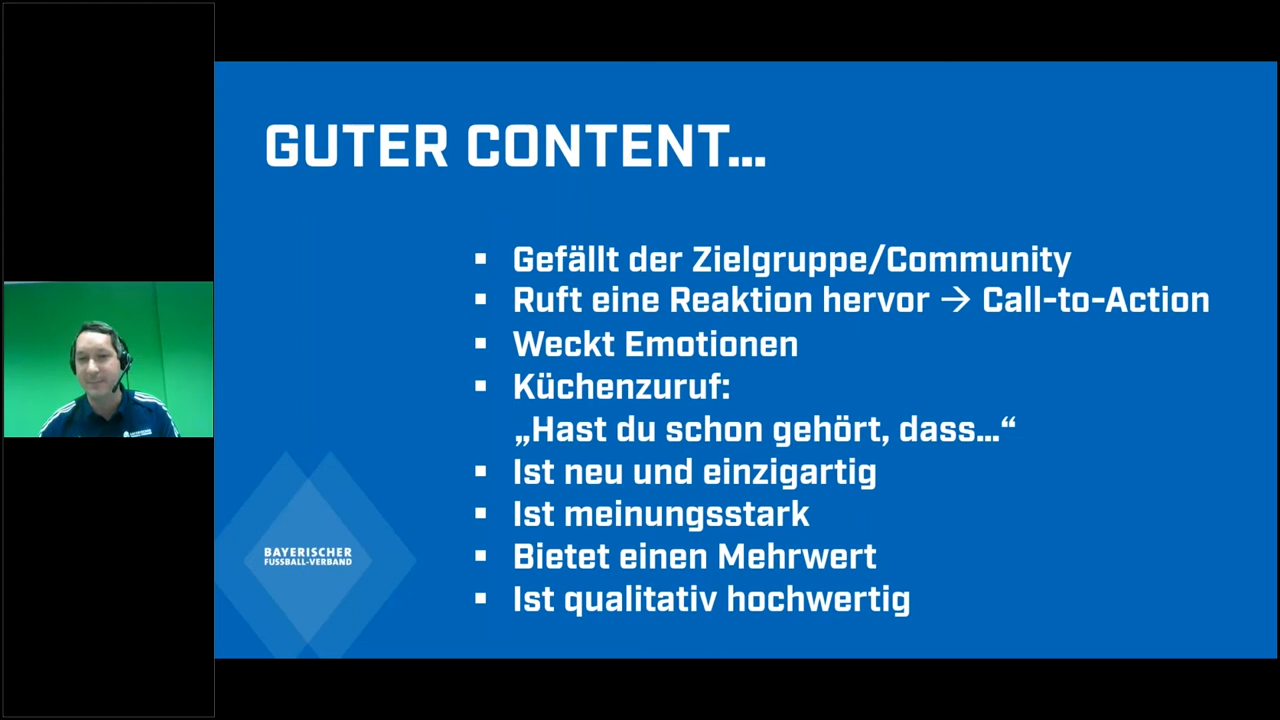 GUTER CONTENT...
▪ Gefällt der Zielgruppe/Community
▪ Ruft eine Reaktion hervor → Call-to-Action
▪ Weckt Emotionen
▪ Küchenzuruf:
„Hast du schon gehört, dass...“
▪ Ist neu und einzigartig
▪ Ist meinungsstark
▪ Bietet einen Mehrwert
▪ Ist qualitativ hochwertig
BAYERISCHER
FUSSBALL-VERBAND